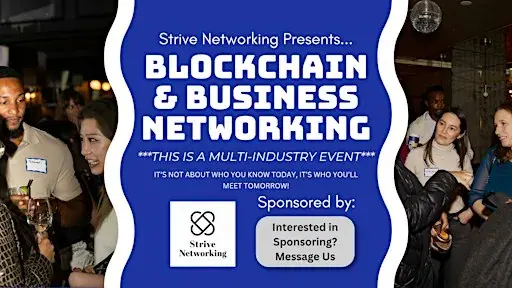 Strive Networking Presents...
BLOCKCHAIN
& BUSINESS
NETWORKING
***THIS IS A MULTI-INDUSTRY EVENT***
IT'S NOT ABOUT WHO YOU KNOW TODAY, IT'S WHO YOU'LL
MEET TOMORROW!
Sponsored by:
Strive
Networking
Interested in
Sponsoring?
Message Us